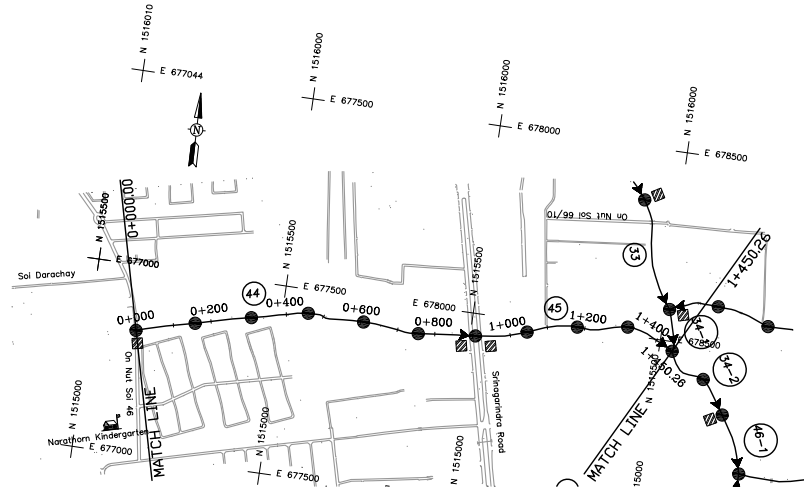 N 1516010
E 677044
N 1516000
E 677500
N 1516000
E 678000
N 1516000
E 678500
N
0+000.00
N 1515500
E 677000
Soi Darachay
N 1515500
E 677500
N 1515500
E 678000
On Nut Soi 66/10
33
1+450.26
44
45
0+000
0+200
0+400
0+600
0+800
1+000
1+200
1+400
1+450.26
34-
678500
N 15155
34-2
46-1
On Nut Soi 46
MATCH LINE
N 1515000
E 677000
Narathorn Kindergarten
N 1515000
E 677500
N 1515000
Srinagarindra Road
MATCH LINE
15000